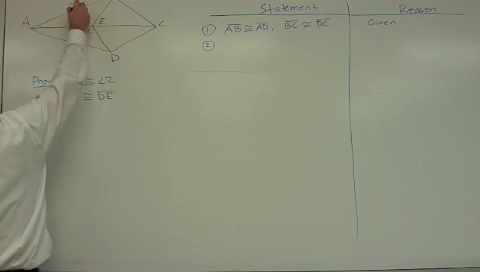 A
E
C
D
≅ ∠2
≅ DE
Statement
Reason
① AB ≅ AD, BC ≅ DC
Given
②